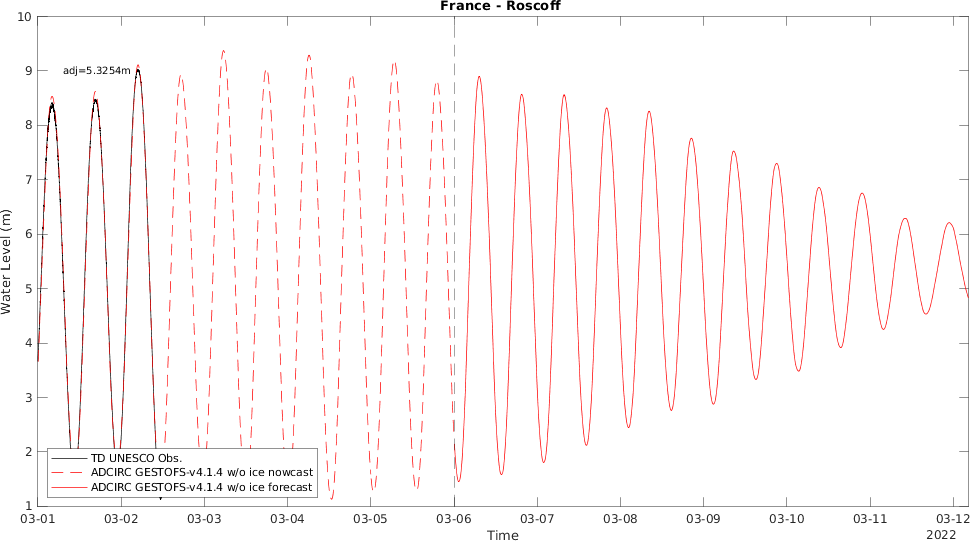 France - Roscoff
10
9
8
7
6
5
4
3
2
1
Water Level (m)
adj=5.3254m
TD UNESCO Obs.
ADCIRC GESTOFS-v4.1.4 w/o ice nowcast
ADCIRC GESTOFS-v4.1.4 w/o ice forecast
03-01 03-02 03-03 03-04 03-05 03-06 03-07 03-08 03-09 03-10 03-11 03-12
Time
2022